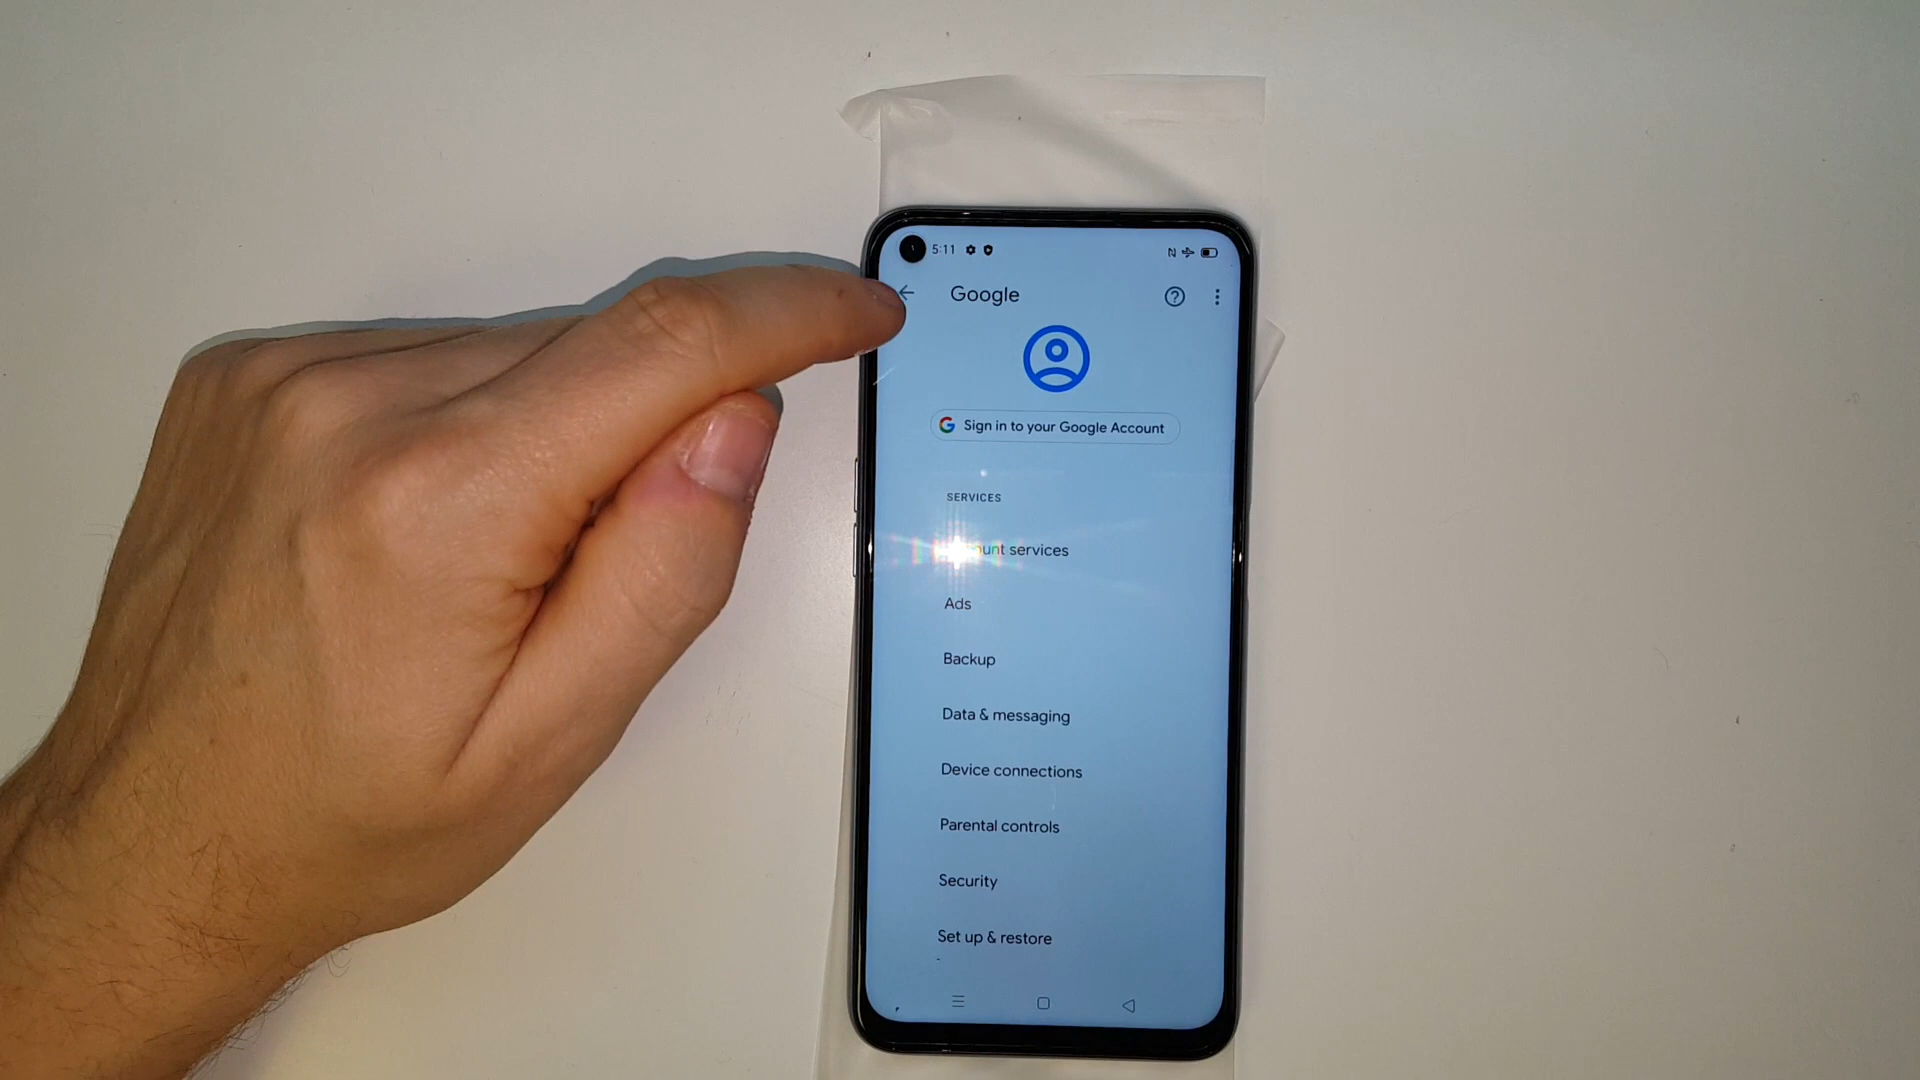 5:11
Google
Sign in to your Google Account
SERVICES
unt services
Ads
Backup
Data & messaging
Device connections
Parental controls
Security
Set up & restore